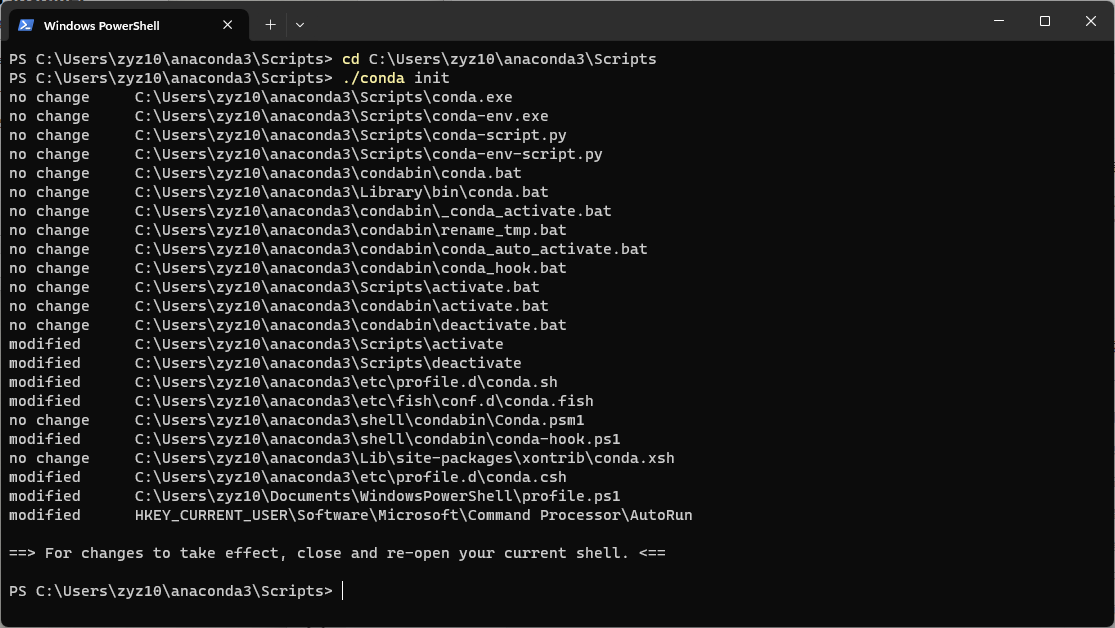 Windows PowerShell
PS C:\Users\zyz10\anaconda3\Scripts> cd C:\Users\zyz10\anaconda3\Scripts
PS C:\Users\zyz10\anaconda3\Scripts> ./conda init
no change     C:\Users\zyz10\anaconda3\Scripts\conda.exe
no change     C:\Users\zyz10\anaconda3\Scripts\conda-env.exe
no change     C:\Users\zyz10\anaconda3\Scripts\conda-script.py
no change     C:\Users\zyz10\anaconda3\Scripts\conda-env-script.py
no change     C:\Users\zyz10\anaconda3\condabin\conda.bat
no change     C:\Users\zyz10\anaconda3\Library\bin\conda.bat
no change     C:\Users\zyz10\anaconda3\condabin\_conda_activate.bat
no change     C:\Users\zyz10\anaconda3\condabin\rename_tmp.bat
no change     C:\Users\zyz10\anaconda3\condabin\conda_auto_activate.bat
no change     C:\Users\zyz10\anaconda3\condabin\conda_hook.bat
no change     C:\Users\zyz10\anaconda3\Scripts\activate.bat
no change     C:\Users\zyz10\anaconda3\condabin\activate.bat
no change     C:\Users\zyz10\anaconda3\condabin\deactivate.bat
modified      C:\Users\zyz10\anaconda3\Scripts\activate
modified      C:\Users\zyz10\anaconda3\Scripts\deactivate
modified      C:\Users\zyz10\anaconda3\etc\profile.d\conda.sh
modified      C:\Users\zyz10\anaconda3\etc\fish\conf.d\conda.fish
no change     C:\Users\zyz10\anaconda3\shell\condabin\Conda.psm1
modified      C:\Users\zyz10\anaconda3\shell\condabin\conda-hook.ps1
no change     C:\Users\zyz10\anaconda3\Lib\site-packages\xontrib\conda.xsh
modified      C:\Users\zyz10\anaconda3\etc\profile.d\conda.csh
modified      C:\Users\zyz10\Documents\WindowsPowerShell\profile.ps1
modified      HKEY_CURRENT_USER\Software\Microsoft\Command Processor\AutoRun
==> For changes to take effect, close and re-open your current shell. <==
PS C:\Users\zyz10\anaconda3\Scripts>